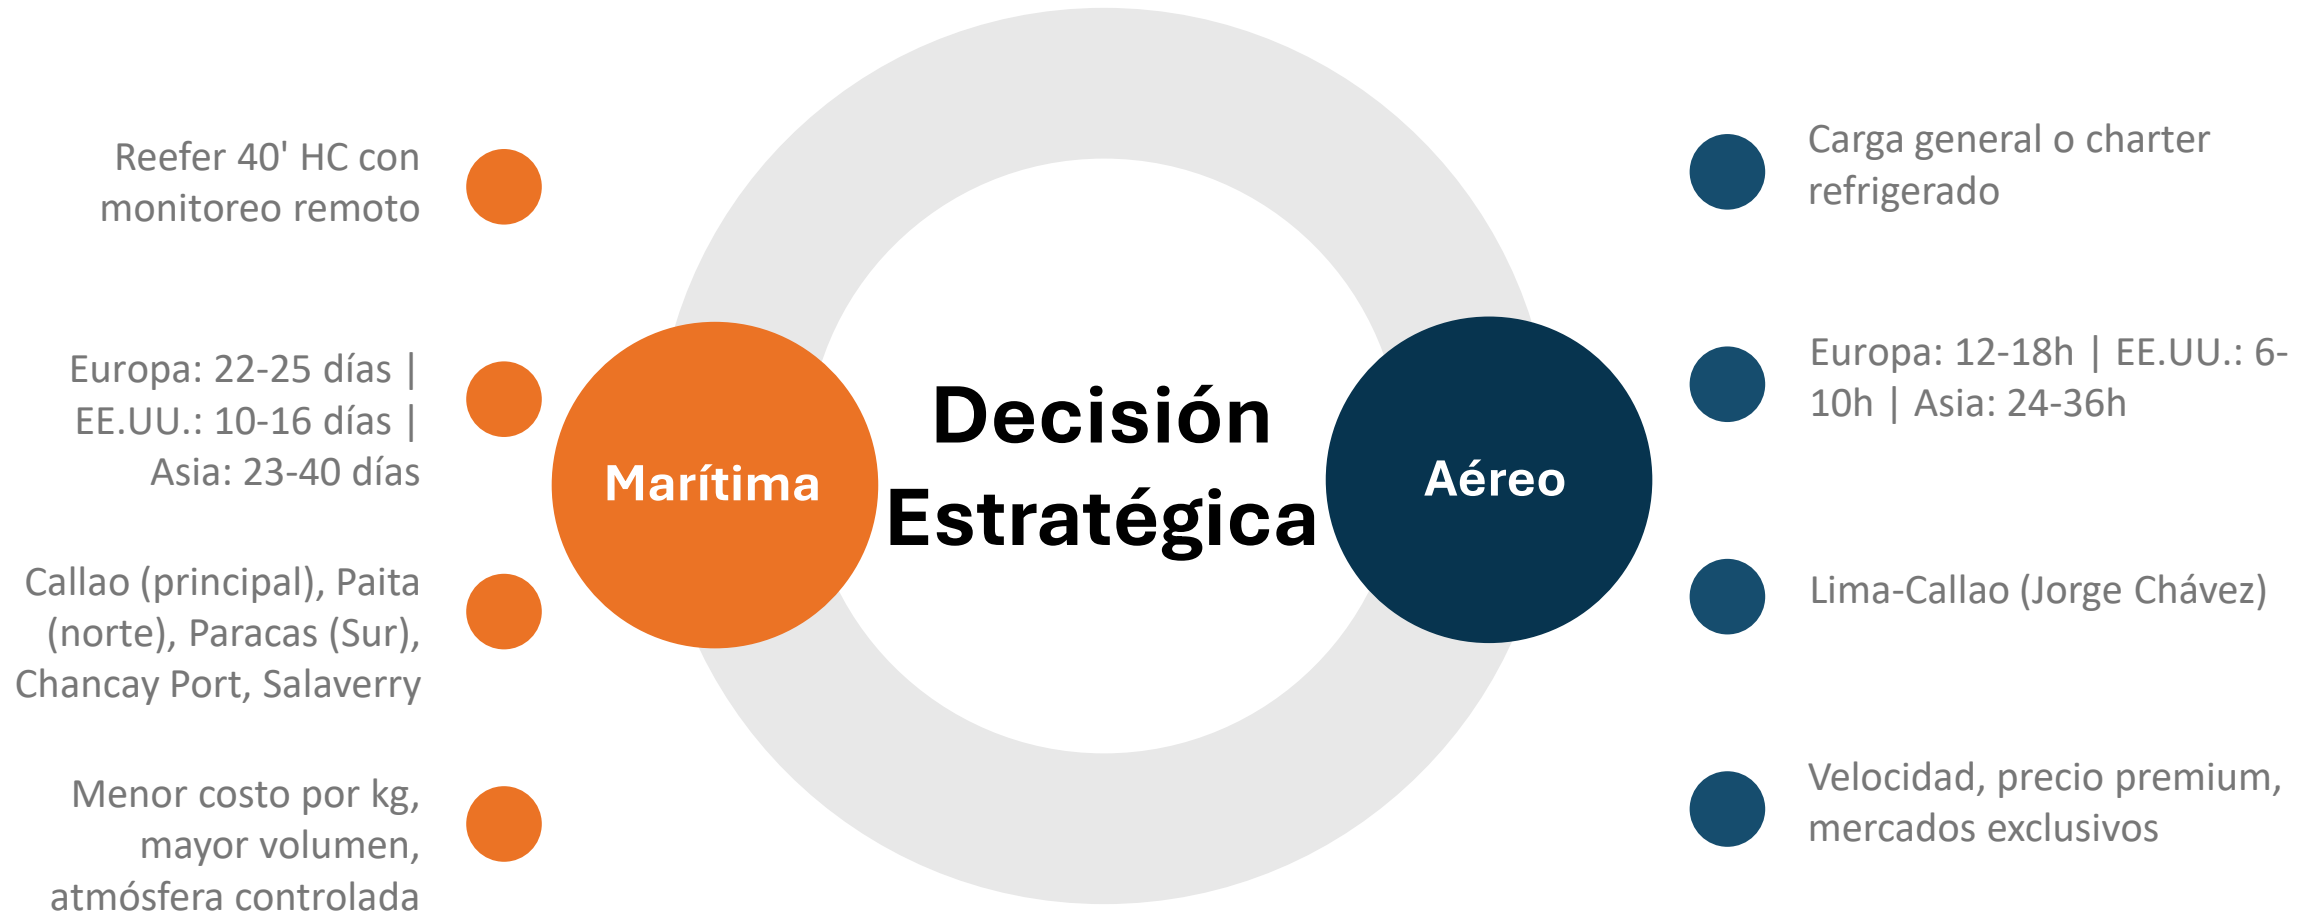 Reefer 40' HC con
monitoreo remoto
Europa: 22-25 días |
EE.UU.: 10-16 días |
Asia: 23-40 días
Callao (principal), Paita
(norte), Paracas (Sur),
Chancay Port, Salaverry
Menor costo por kg,
mayor volumen,
atmósfera controlada
Marítima
Decisión
Estratégica
Aéreo
Carga general o charter
refrigerado
Europa: 12-18h | EE.UU.: 6-
10h | Asia: 24-36h
Lima-Callao (Jorge Chávez)
Velocidad, precio premium,
mercados exclusivos